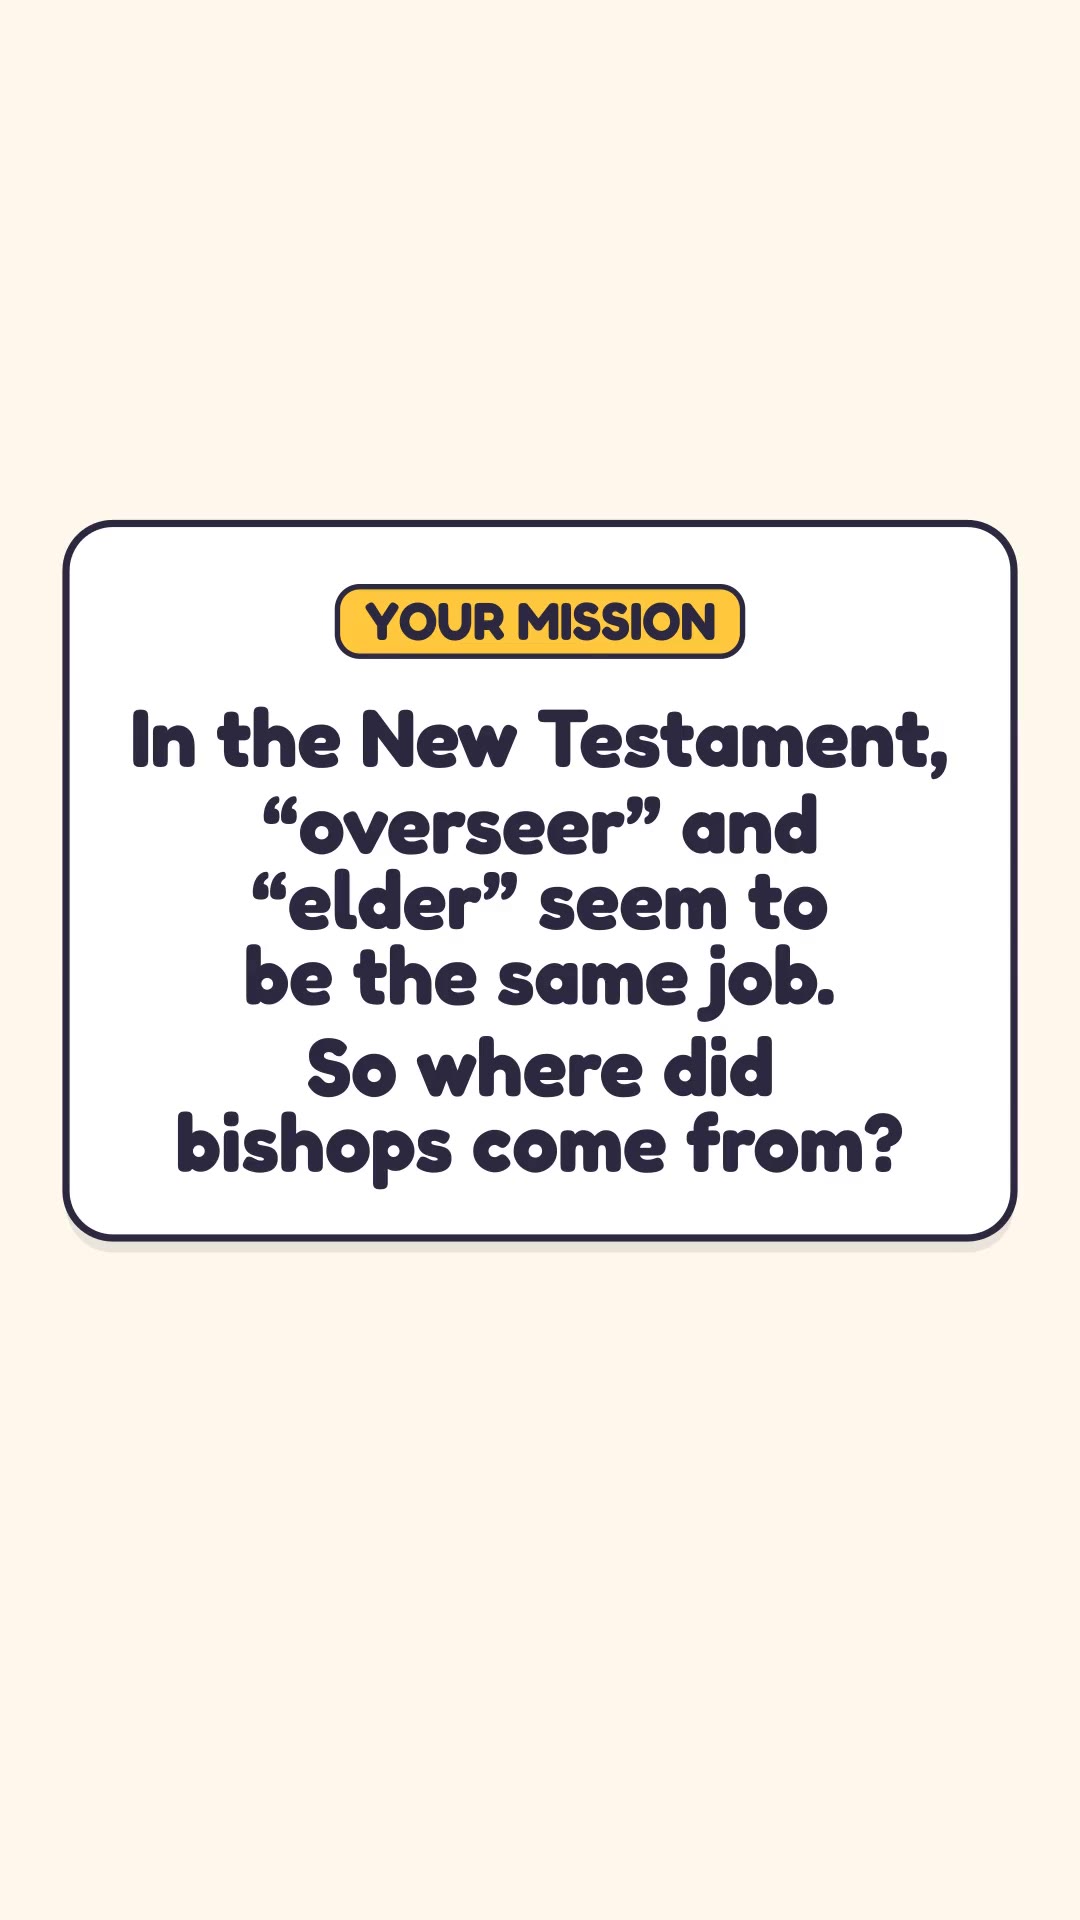 YOUR MISSION
In the New Testament,
“overseer” and
“elder” seem to
be the same job.
So where did
bishops come from?